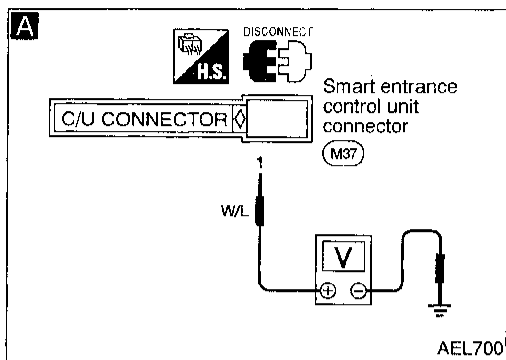 A
DISCONNECT
H.S.
Smart entrance
control unit
connector
C/U CONNECTOR
M37
1
W/L
V
+ −
AEL700